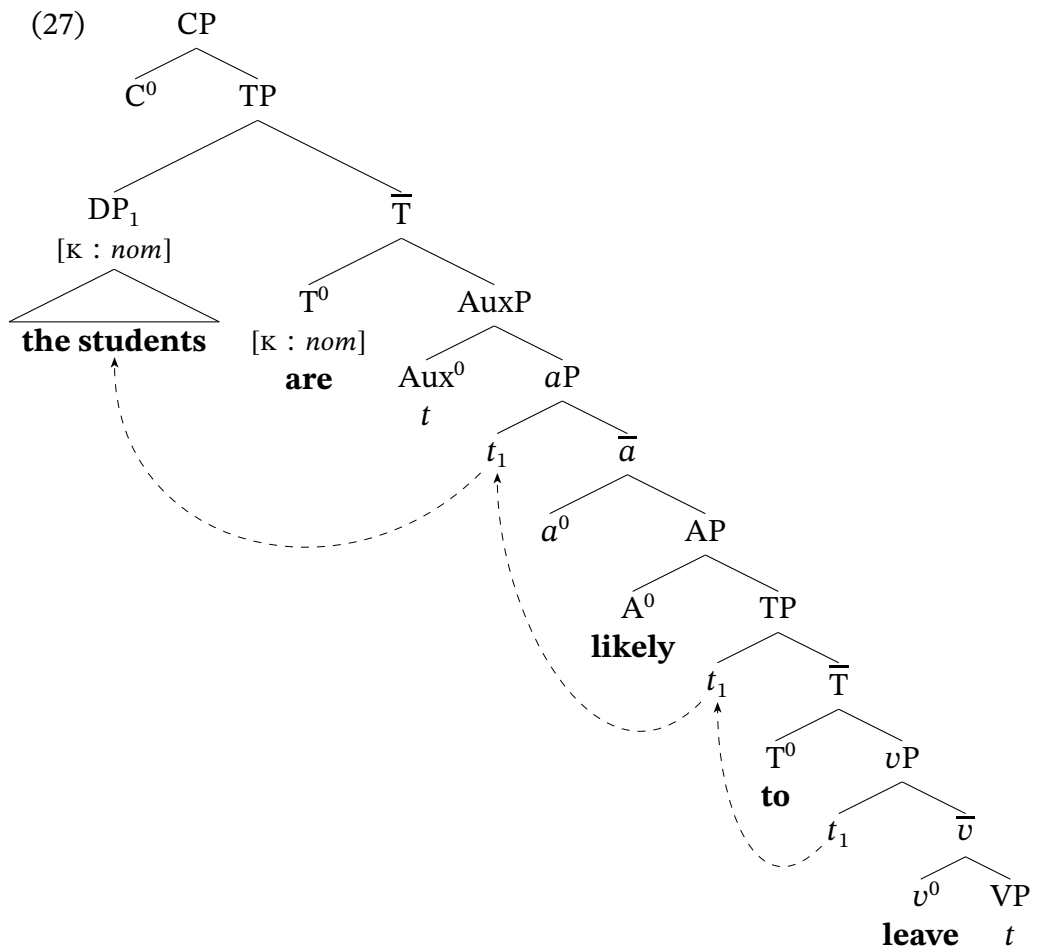 (27) CP
C⁰ TP
DP₁ T̅
[K : nom]
T⁰ AuxP
the students [K : nom]
are Aux⁰ aP
t
t₁ a̅
a⁰ AP
A⁰ TP
likely
t₁ T̅
T⁰ vP
to
t₁ v̅
v⁰ VP
leave t